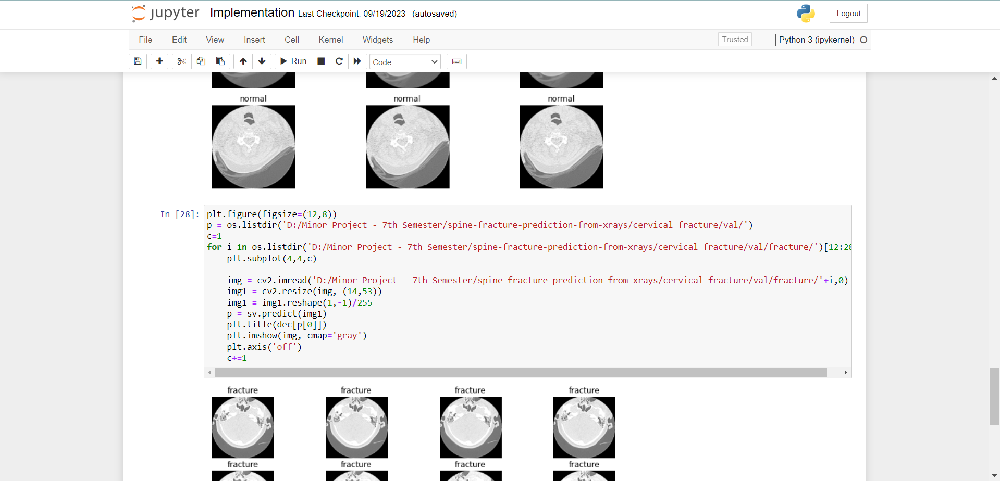 jupyter Implementation Last Checkpoint: 09/19/2023 (autosaved)
Logout
File Edit View Insert Cell Kernel Widgets Help
Trusted
Python 3 (ipykernel)
Run
Code
normal normal normal
In [28]:
plt.figure(figsize=(12,8))
p = os.listdir('D:/Minor Project - 7th Semester/spine-fracture-prediction-from-xrays/cervical fracture/val/')
c=1
for i in os.listdir('D:/Minor Project - 7th Semester/spine-fracture-prediction-from-xrays/cervical fracture/val/fracture/')[12:28
    plt.subplot(4,4,c)
    img = cv2.imread('D:/Minor Project - 7th Semester/spine-fracture-prediction-from-xrays/cervical fracture/val/fracture/'+i,0)
    img1 = cv2.resize(img, (14,53))
    img1 = img1.reshape(1,-1)/255
    p = sv.predict(img1)
    plt.title(dec[p[0]])
    plt.imshow(img, cmap='gray')
    plt.axis('off')
    c+=1
fracture fracture fracture fracture
fracture fracture fracture fracture